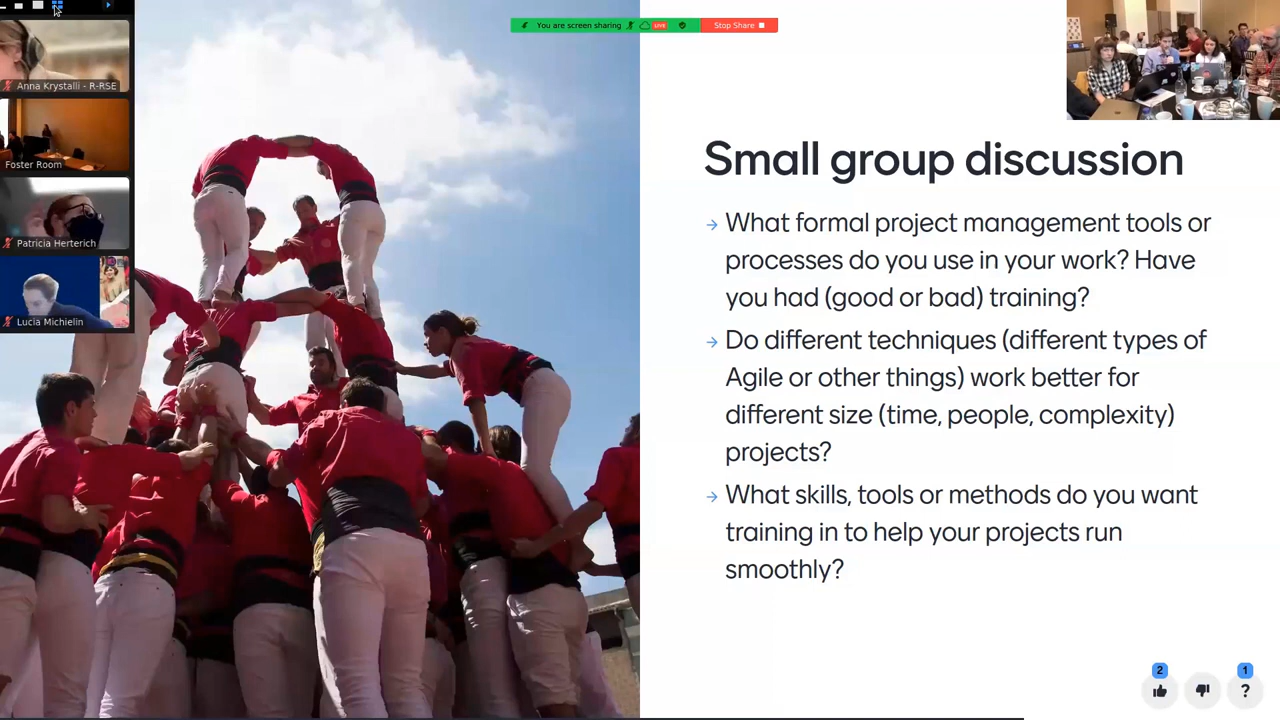 You are screen sharing
LIVE
Stop Share
Anna Krystalli - R-RSE
Foster Room
Patricia Herterich
Lucia Michielin
Small group discussion
→ What formal project management tools or
processes do you use in your work? Have
you had (good or bad) training?
→ Do different techniques (different types of
Agile or other things) work better for
different size (time, people, complexity)
projects?
→ What skills, tools or methods do you want
training in to help your projects run
smoothly?
2
1
?